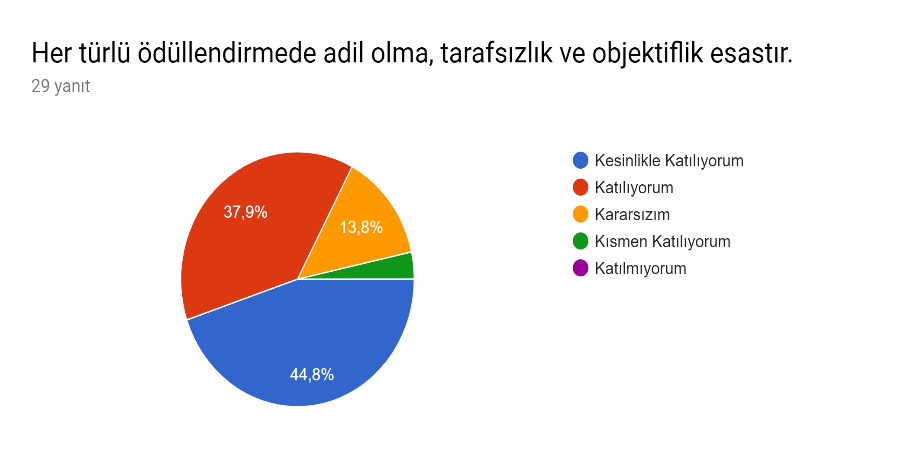 Her türlü ödüllendirmede adil olma, tarafsızlık ve objektiflik esastır.
29 yanıt
37,9%
13,8%
44,8%
Kesinlikle Katılıyorum
Katılıyorum
Kararsızım
Kısmen Katılıyorum
Katılmıyorum